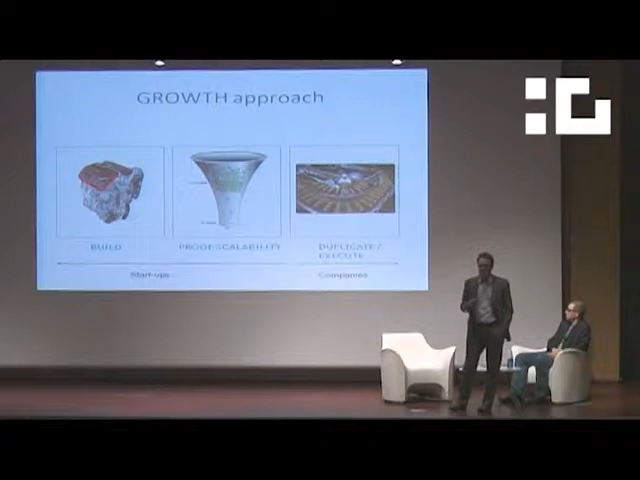 GROWTH approach
BUILD
PROOF-SCALABILITY
DUPLICATE/
EXECUTE
Start-ups
Companies